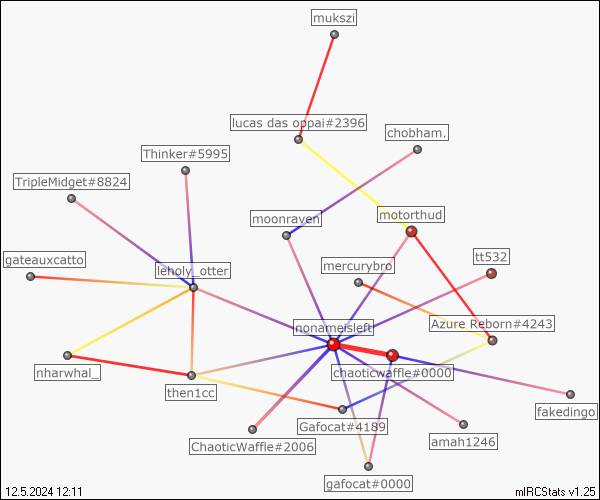 mukszi
lucas das oppai#2396
chobham.
Thinker#5995
TripleMidget#8824
moonraven
motorthud
gateauxcatto
leholy_otter
mercurybro
tt532
nonameisleft
Azure Reborn#4243
nharwhal_
chaoticwaffle#0000
then1cc
fakedingo
Gafocat#4189
ChaoticWaffle#2006
amah1246
gafocat#0000
12.5.2024 12:11
mIRCStats v1.25